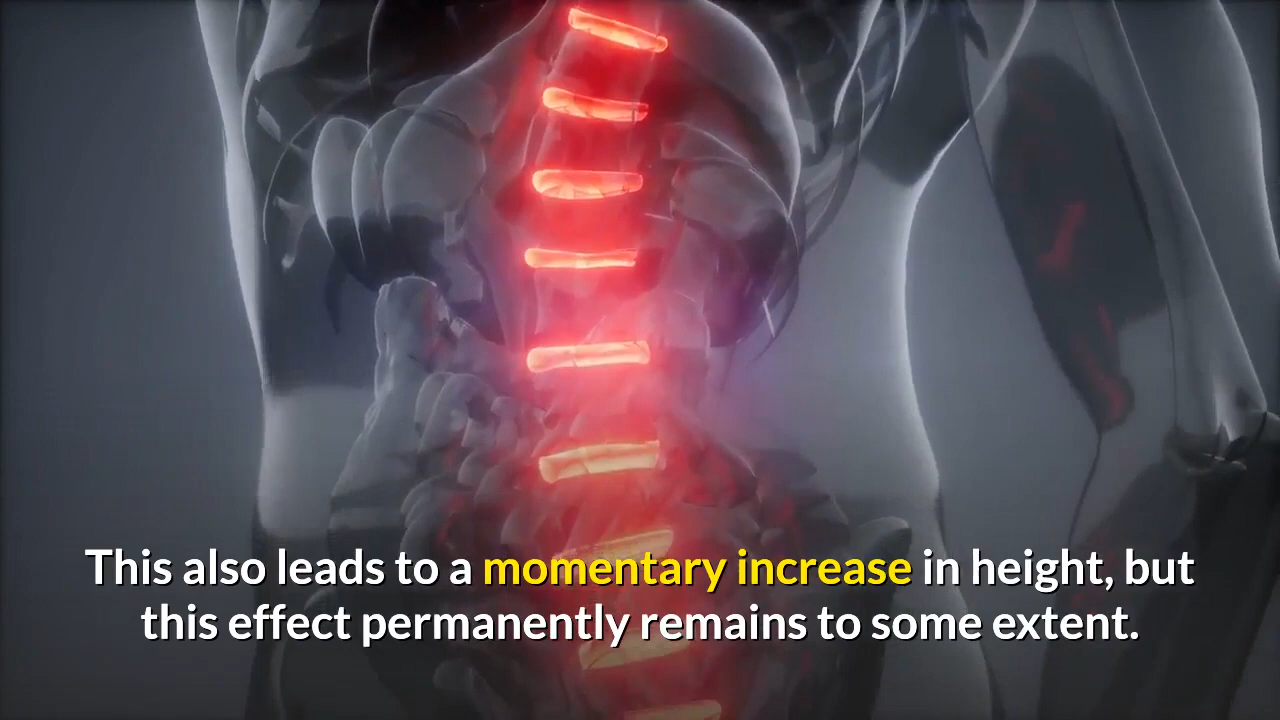 This also leads to a momentary increase in height, but
this effect permanently remains to some extent.